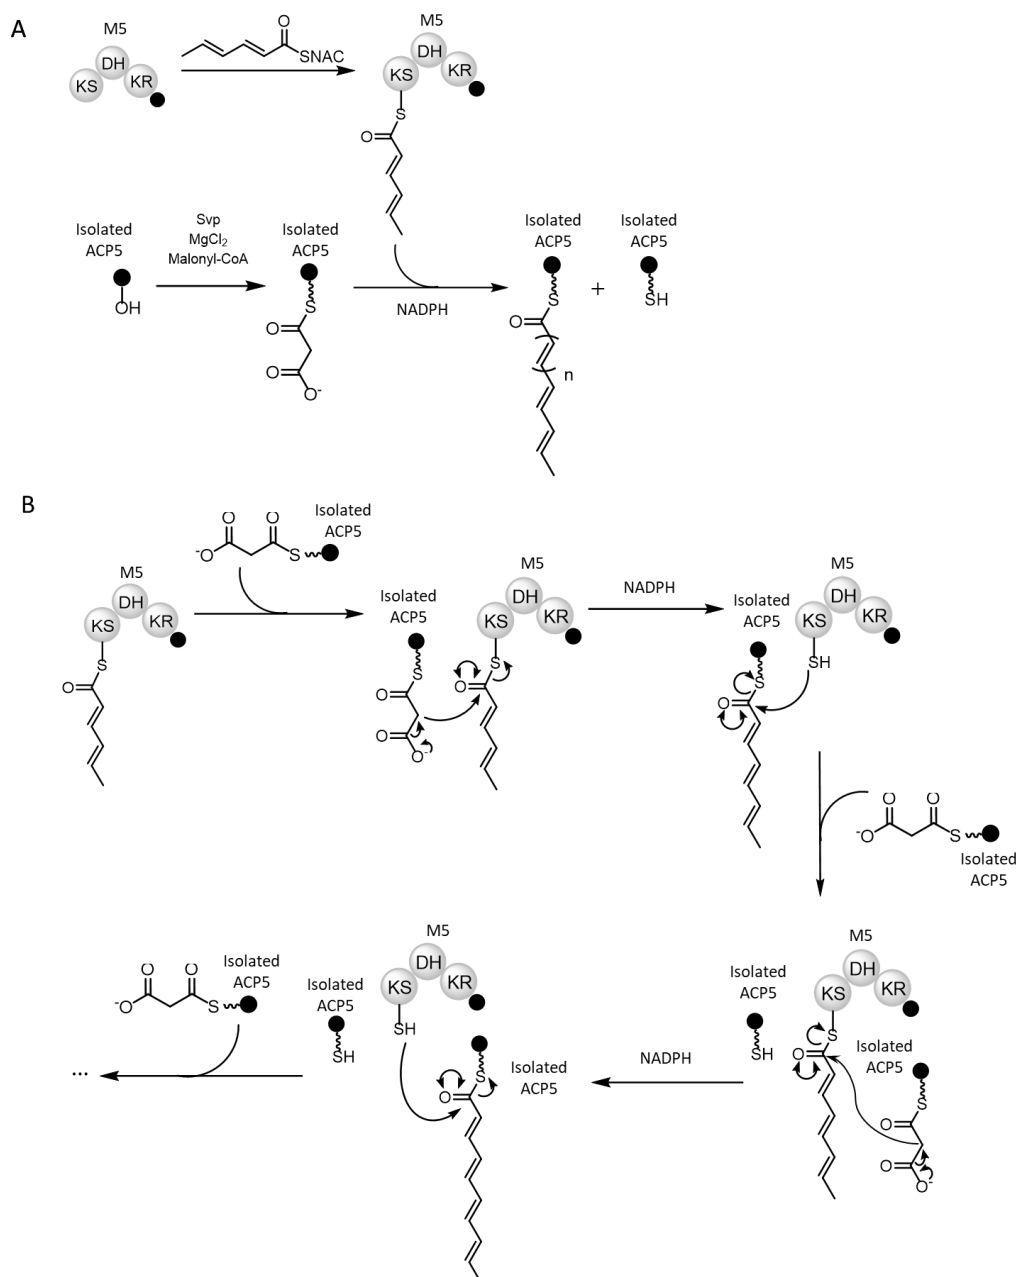 A
M5
KS
DH
KR
O
SNAC
M5
KS
DH
KR
S
O
Isolated
ACP5
OH
Svp
MgCl₂
Malonyl-CoA
Isolated
ACP5
S
O
O
O⁻
NADPH
Isolated
ACP5
S
O
n
+
Isolated
ACP5
SH
B
M5
KS
DH
KR
S
O
O
O
⁻O
S
Isolated
ACP5
Isolated
ACP5
S
O
O
O⁻
M5
KS
DH
KR
S
O
NADPH
Isolated
ACP5
S
O
M5
KS
DH
KR
SH
O
O
⁻O
S
Isolated
ACP5
M5
KS
DH
KR
S
O
Isolated
ACP5
SH
Isolated
ACP5
S
O
O
O⁻
NADPH
M5
KS
DH
KR
SH
Isolated
ACP5
S
O
Isolated
ACP5
SH
O
O
⁻O
S
Isolated
ACP5
...